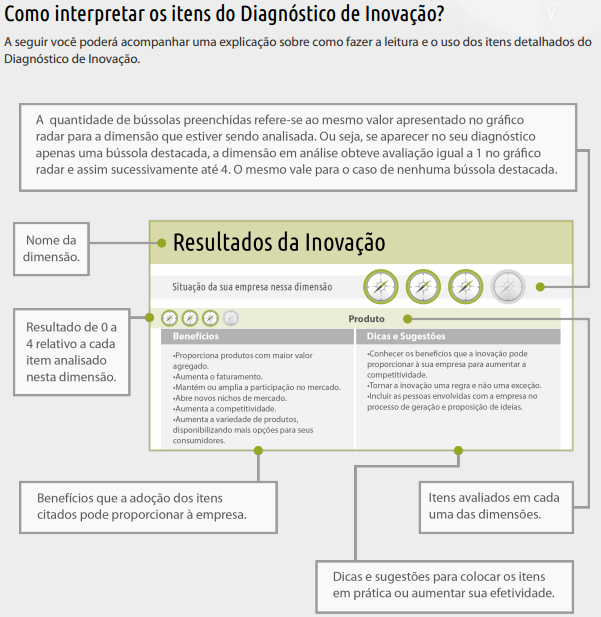 Como interpretar os itens do Diagnóstico de Inovação?
A seguir você poderá acompanhar uma explicação sobre como fazer a leitura e o uso dos itens detalhados do
Diagnóstico de Inovação.
A quantidade de bússolas preenchidas refere-se ao mesmo valor apresentado no gráfico
radar para a dimensão que estiver sendo analisada. Ou seja, se aparecer no seu diagnóstico
apenas uma bússola destacada, a dimensão em análise obteve avaliação igual a 1 no gráfico
radar e assim sucessivamente até 4. O mesmo vale para o caso de nenhuma bússola destacada.
Nome da
dimensão.
Resultados da Inovação
Situação da sua empresa nessa dimensão
Resultado de 0 a
4 relativo a cada
item analisado
nesta dimensão.
Produto
Benefícios
•Proporciona produtos com maior valor
agregado.
•Aumenta o faturamento.
•Mantém ou amplia a participação no mercado.
•Abre novos nichos de mercado.
•Aumenta a competitividade.
•Aumenta a variedade de produtos,
disponibilizando mais opções para seus
consumidores.
Dicas e Sugestões
•Conhecer os benefícios que a inovação pode
proporcionar à sua empresa para aumentar a
competitividade.
•Tornar a inovação uma regra e não uma exceção.
•Incluir as pessoas envolvidas com a empresa no
processo de geração e proposição de ideias.
Benefícios que a adoção dos itens
citados pode proporcionar à empresa.
Itens avaliados em cada
uma das dimensões.
Dicas e sugestões para colocar os itens
em prática ou aumentar sua efetividade.